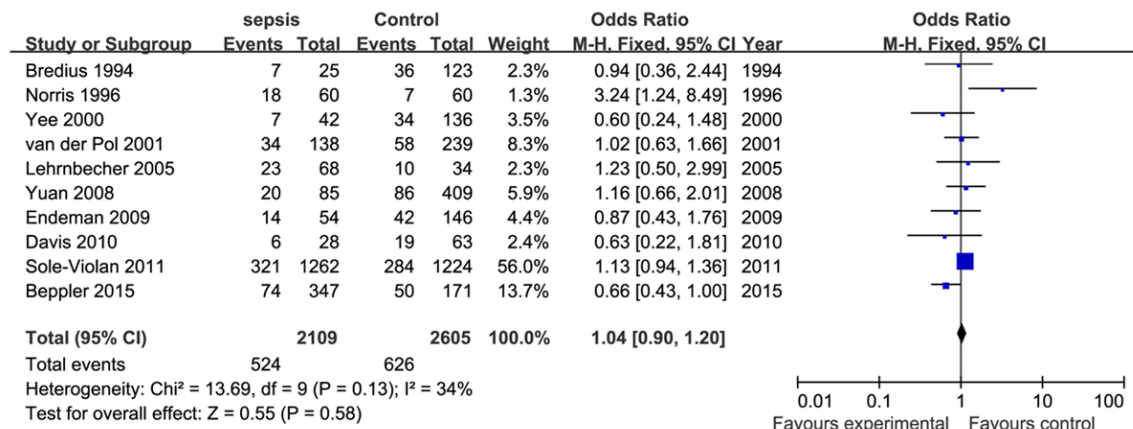 sepsis Control Odds Ratio Odds Ratio
Study or Subgroup Events Total Events Total Weight M-H, Fixed, 95% CI Year M-H, Fixed, 95% CI
Bredius 1994 7 25 36 123 2.3% 0.94 [0.36, 2.44] 1994
Norris 1996 18 60 7 60 1.3% 3.24 [1.24, 8.49] 1996
Yee 2000 7 42 34 136 3.5% 0.60 [0.24, 1.48] 2000
van der Pol 2001 34 138 58 239 8.3% 1.02 [0.63, 1.66] 2001
Lehrnbecher 2005 23 68 10 34 2.2% 1.23 [0.50, 2.99] 2005
Yuan 2008 20 85 86 409 5.9% 1.16 [0.66, 2.01] 2008
Endeman 2009 14 54 42 146 4.4% 0.87 [0.43, 1.76] 2009
Davis 2010 6 28 19 63 2.4% 0.63 [0.22, 1.81] 2010
Sole-Violan 2011 321 1262 284 1224 56.0% 1.13 [0.94, 1.36] 2011
Beppler 2015 74 347 50 171 13.7% 0.66 [0.43, 1.00] 2015
Total (95% CI) 2109 2605 100.0% 1.04 [0.90, 1.20]
Total events 524 626
Heterogeneity: Chi² = 13.69, df = 9 (P = 0.13); I² = 34%
Test for overall effect: Z = 0.55 (P = 0.58)
0.01 0.1 1 10 100
Favours experimental Favours control